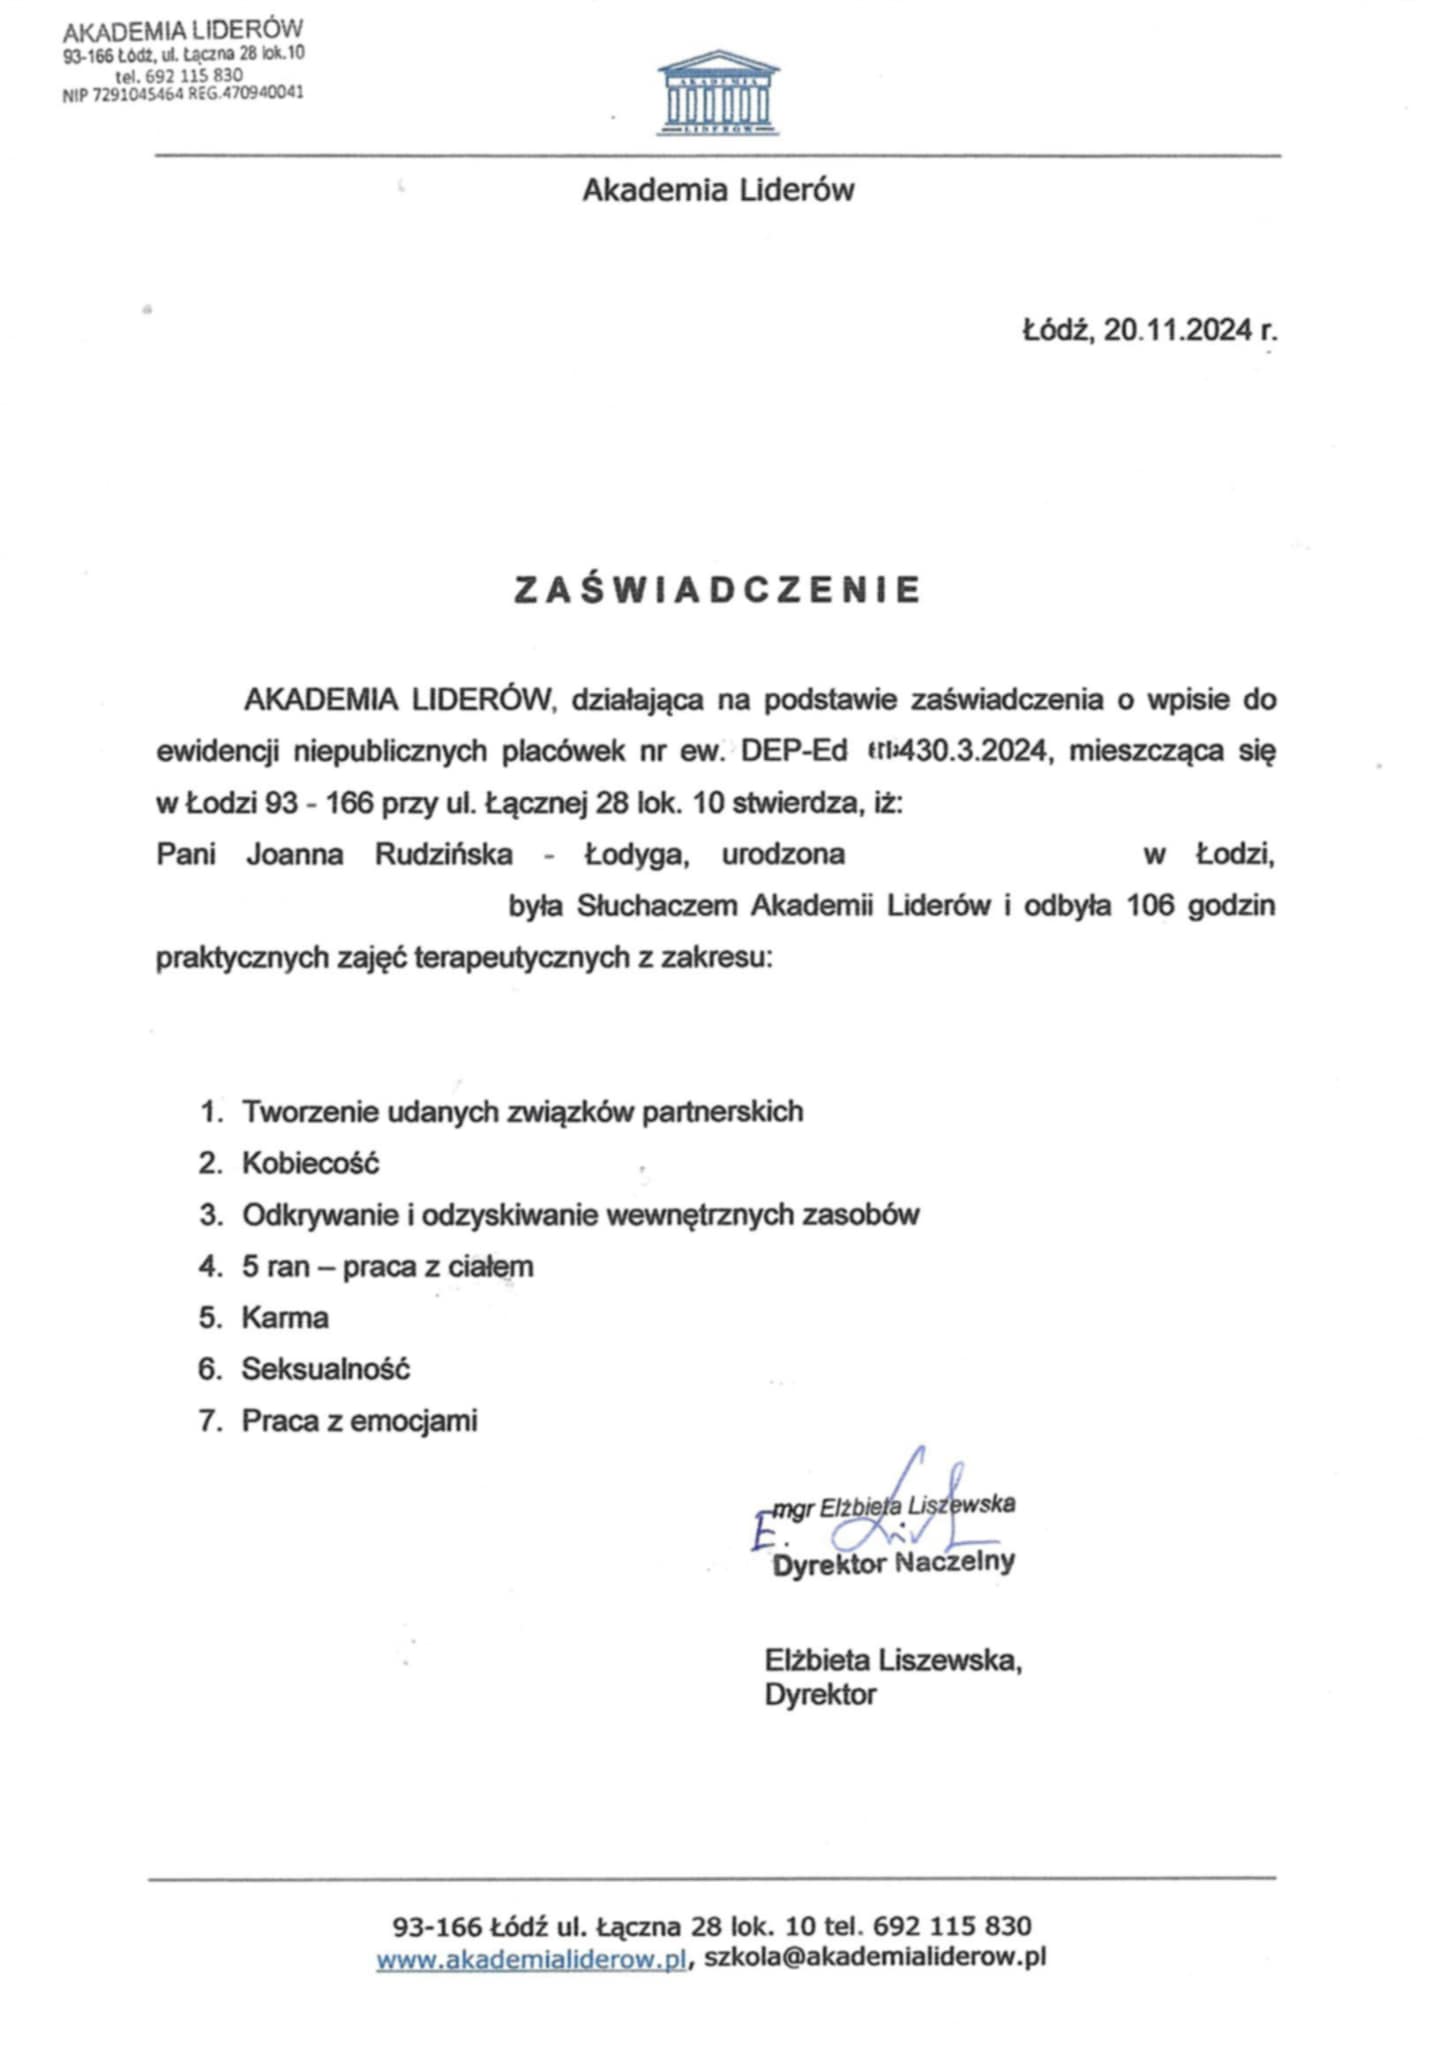 AKADEMIA LIDERÓW
93-166 Łódź, ul. Łączna 28 lok.10
tel. 692 115 830
NIP 7291045464 REG.470940041
AKADEMIA
LIDERÓW
Akademia Liderów
Łódź, 20.11.2024 r.
ZAŚWIADCZENIE
AKADEMIA LIDERÓW, działająca na podstawie zaświadczenia o wpisie do
ewidencji niepublicznych placówek nr ew. DEP-Ed 430.3.2024, mieszcząca się
w Łodzi 93 - 166 przy ul. Łącznej 28 lok. 10 stwierdza, iż:
Pani Joanna Rudzińska - Łodyga, urodzona w Łodzi,
była Słuchaczem Akademii Liderów i odbyła 106 godzin
praktycznych zajęć terapeutycznych z zakresu:
1. Tworzenie udanych związków partnerskich
2. Kobiecość
3. Odkrywanie i odzyskiwanie wewnętrznych zasobów
4. 5 ran – praca z ciałem
5. Karma
6. Seksualność
7. Praca z emocjami
mgr Elżbieta Liszewska
E.
Dyrektor Naczelny
Elżbieta Liszewska,
Dyrektor
93-166 Łódź ul. Łączna 28 lok. 10 tel. 692 115 830
www.akademialiderow.pl, szkola@akademialiderow.pl